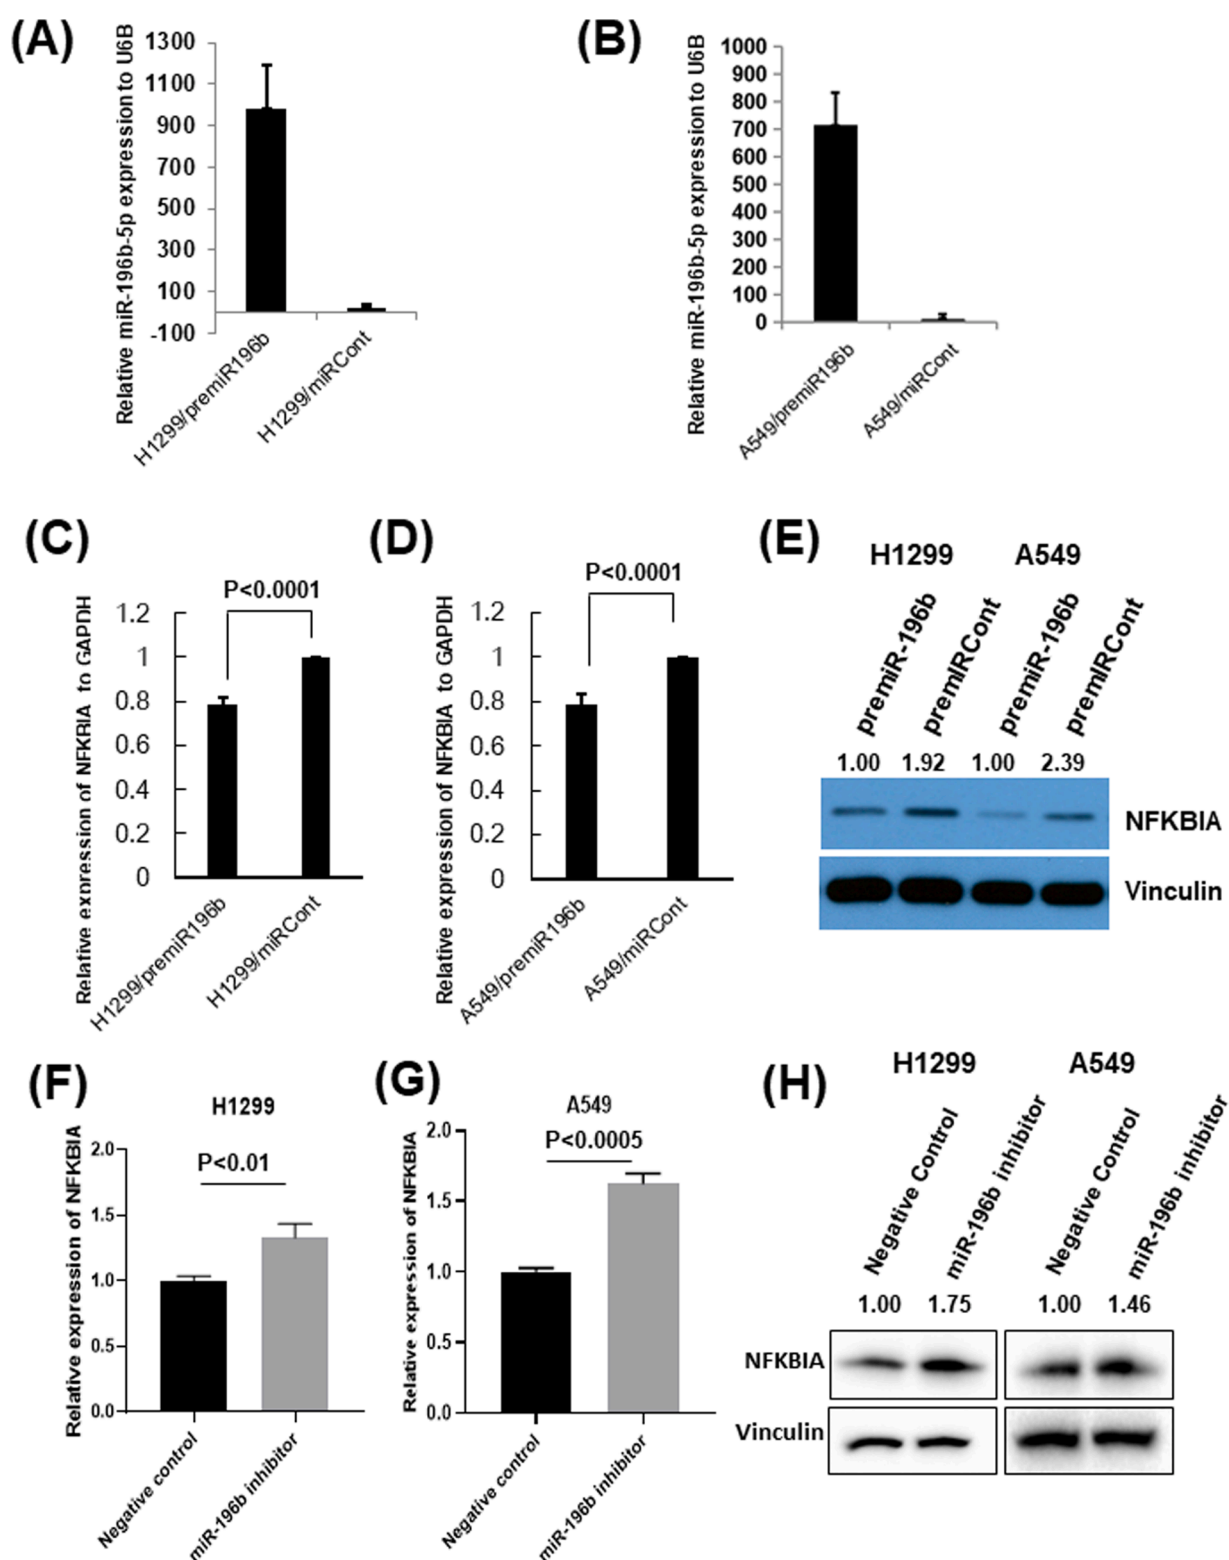 (A)
Relative miR-196b-5p expression to U6B
1300
1100
900
700
500
300
100
-100
H1299/premiR196b
H1299/miRCont
(B)
Relative miR-196b-5p expression to U6B
1000
900
800
700
600
500
400
300
200
100
0
A549/premiR196b
A549/miRCont
(C)
Relative expression of NFKBIA to GAPDH
P<0.0001
1.2
1
0.8
0.6
0.4
0.2
0
H1299/premiR196b
H1299/miRCont
(D)
Relative expression of NFKBIA to GAPDH
P<0.0001
1.2
1
0.8
0.6
0.4
0.2
0
A549/premiR196b
A549/miRCont
(E)
H1299 A549
premiR-196b premIRCont premiR-196b premIRCont
1.00 1.92 1.00 2.39
NFKBIA
Vinculin
(F)
H1299
Relative expression of NFKBIA
P<0.01
2.0
1.5
1.0
0.5
0.0
Negative control
miR-196b inhibitor
(G)
A549
Relative expression of NFKBIA
P<0.0005
2.0
1.5
1.0
0.5
0.0
Negative control
miR-196b inhibitor
(H)
H1299 A549
Negative Control miR-196b inhibitor Negative Control miR-196b inhibitor
1.00 1.75 1.00 1.46
NFKBIA
Vinculin